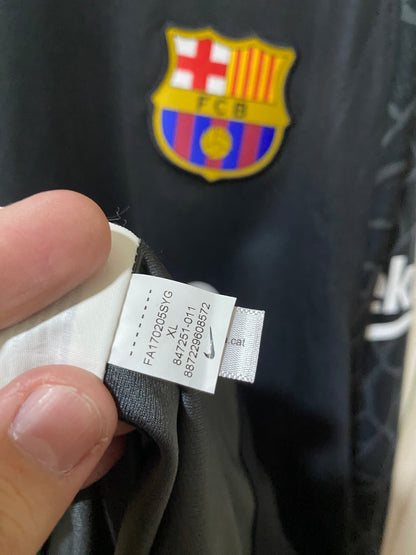 FCB
--------
FA170205SYG
XL
847251-011
887229608572
.cat